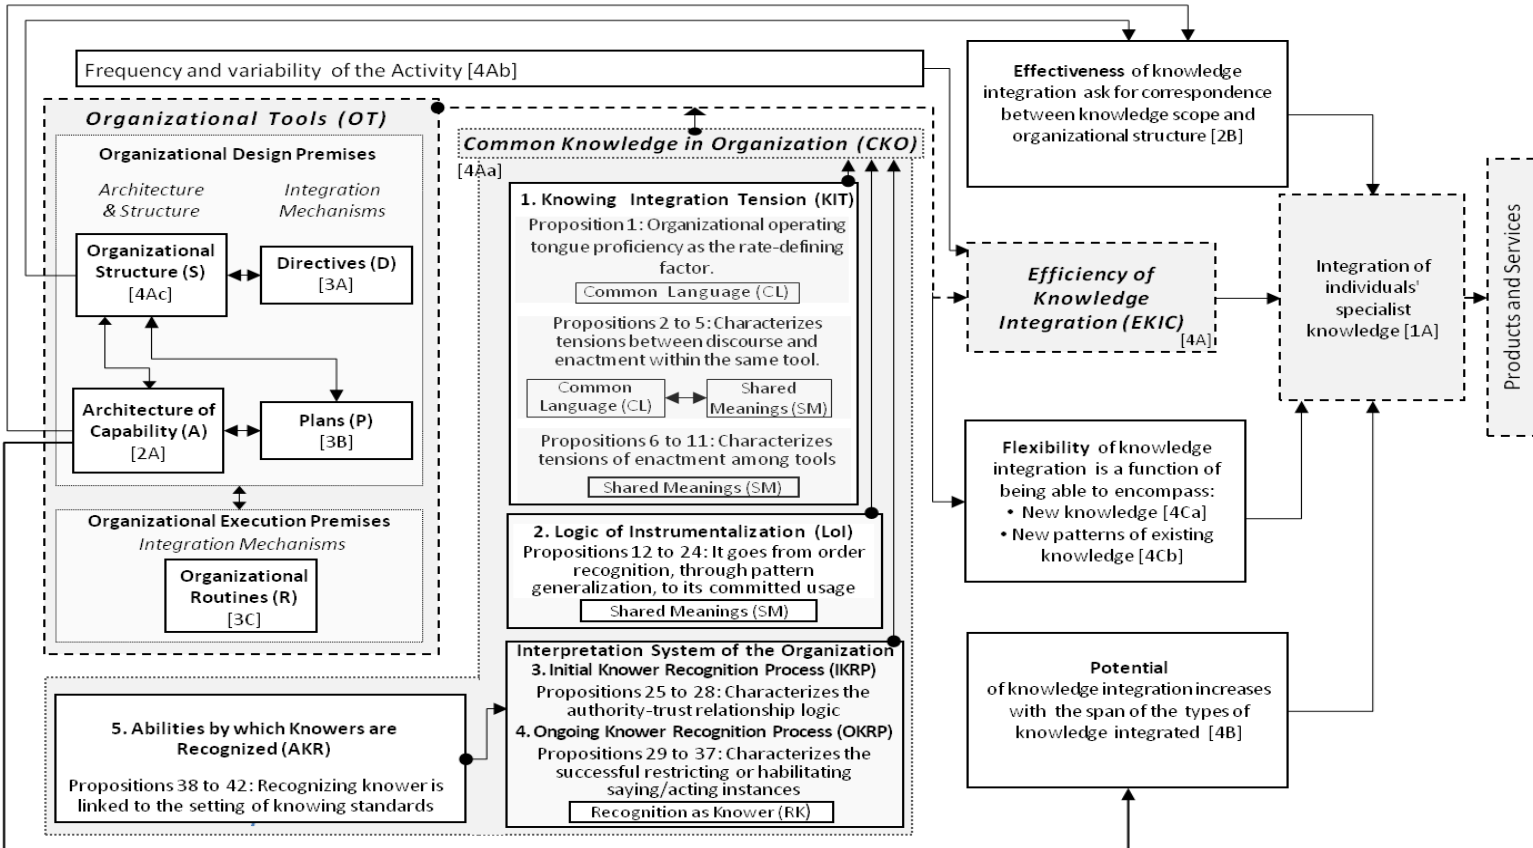 Frequency and variability of the Activity [4Ab]
Organizational Tools (OT)
Organizational Design Premises
Architecture
& Structure
Integration
Mechanisms
Organizational
Structure (S)
[4Ac]
Directives (D)
[3A]
Architecture of
Capability (A)
[2A]
Plans (P)
[3B]
Organizational Execution Premises
Integration Mechanisms
Organizational
Routines (R)
[3C]
Common Knowledge in Organization (CKO)
[4Aa]
1. Knowing Integration Tension (KIT)
Proposition 1: Organizational operating
tongue proficiency as the rate-defining
factor.
Common Language (CL)
Propositions 2 to 5: Characterizes
tensions between discourse and
enactment within the same tool.
Common
Language (CL)
Shared
Meanings (SM)
Propositions 6 to 11: Characterizes
tensions of enactment among tools
Shared Meanings (SM)
2. Logic of Instrumentalization (LoI)
Propositions 12 to 24: It goes from order
recognition, through pattern
generalization, to its committed usage
Shared Meanings (SM)
Interpretation System of the Organization
3. Initial Knower Recognition Process (IKRP)
Propositions 25 to 28: Characterizes the
authority-trust relationship logic
4. Ongoing Knower Recognition Process (OKRP)
Propositions 29 to 37: Characterizes the
successful restricting or habilitating
saying/acting instances
Recognition as Knower (RK)
5. Abilities by which Knowers are
Recognized (AKR)
Propositions 38 to 42: Recognizing knower is
linked to the setting of knowing standards
Effectiveness of knowledge
integration ask for correspondence
between knowledge scope and
organizational structure [2B]
Efficiency of
Knowledge
Integration (EKIC)
[4A]
Flexibility of knowledge
integration is a function of
being able to encompass:
• New knowledge [4Ca]
• New patterns of existing
knowledge [4Cb]
Potential
of knowledge integration increases
with the span of the types of
knowledge integrated [4B]
Integration of
individuals'
specialist
knowledge [1A]
Products and Services